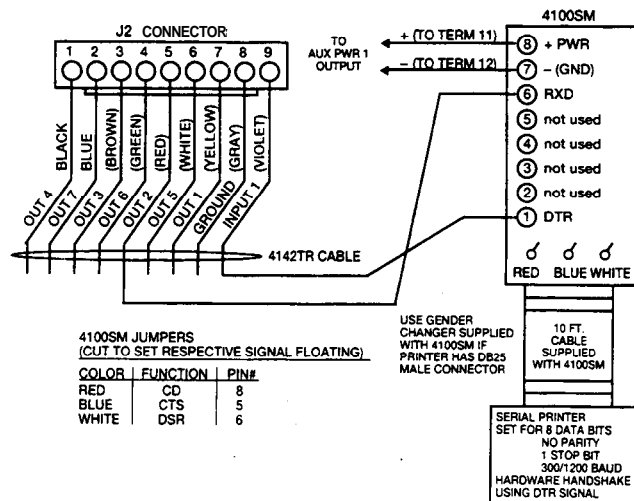 4100SM
J2 CONNECTOR
1 2 3 4 5 6 7 8 9
TO
AUX PWR 1
OUTPUT
+ (TO TERM 11)
− (TO TERM 12)
8 + PWR
7 − (GND)
6 RXD
5 not used
4 not used
3 not used
2 not used
1 DTR
BLACK
BLUE
(BROWN)
(GREEN)
(RED)
(WHITE)
(YELLOW)
(GRAY)
(VIOLET)
OUT 4
OUT 7
OUT 3
OUT 6
OUT 2
OUT 5
OUT 1
GROUND
INPUT 1
4142TR CABLE
RED BLUE WHITE
4100SM JUMPERS
(CUT TO SET RESPECTIVE SIGNAL FLOATING)
COLOR FUNCTION PIN#
RED CD 8
BLUE CTS 5
WHITE DSR 6
USE GENDER
CHANGER SUPPLIED
WITH 4100SM IF
PRINTER HAS DB25
MALE CONNECTOR
10 FT.
CABLE
SUPPLIED
WITH 4100SM
SERIAL PRINTER
SET FOR 8 DATA BITS
NO PARITY
1 STOP BIT
300/1200 BAUD
HARDWARE HANDSHAKE
USING DTR SIGNAL